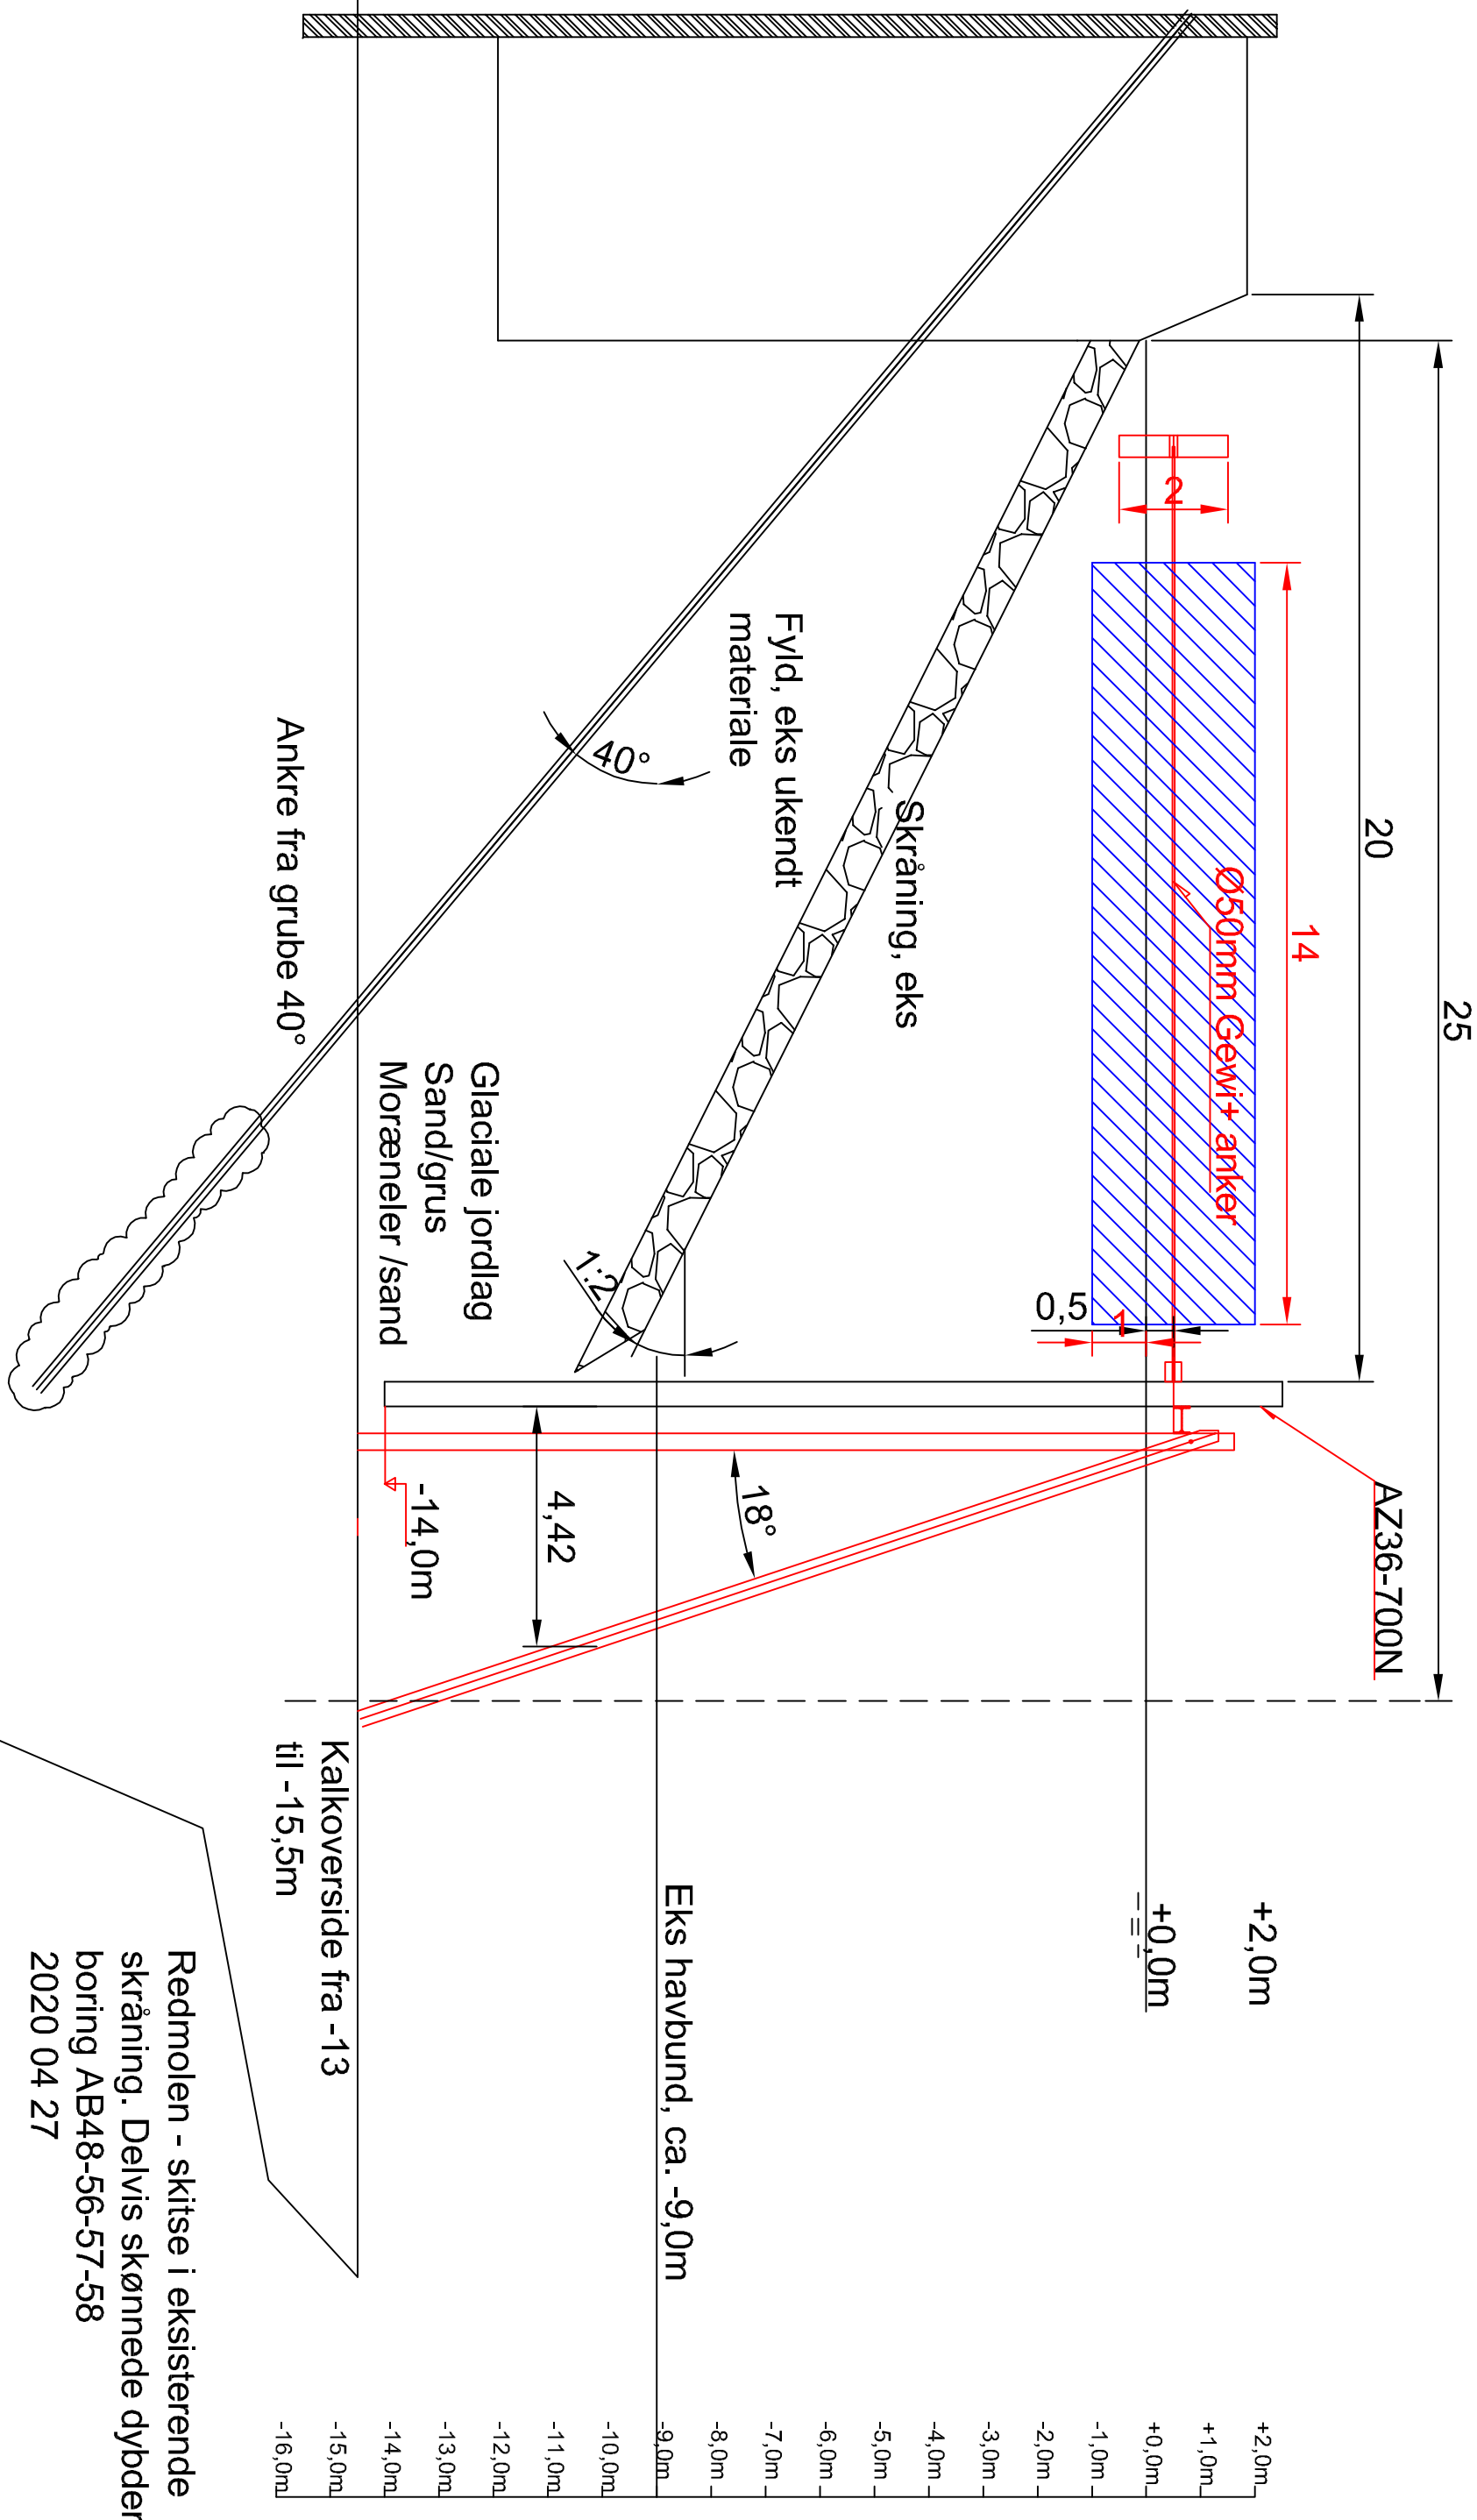 25
20
14
2
Ø50mm Gewi+ anker
AZ36-700N
0,5
1
Skråning, eks
Fyld, eks ukendt
materiale
40°
Ankre fra grube 40°
Glaciale jordlag
Sand/grus
Moræneler /sand
1:2
18°
4,42
-14,0m
+2,0m
+0,0m
Eks havbund, ca. -9,0m
Kalkoverside fra -13
til -15,5m
+2,0m
+1,0m
+0,0m
-1,0m
-2,0m
-3,0m
-4,0m
-5,0m
-6,0m
-7,0m
-8,0m
-9,0m
-10,0m
-11,0m
-12,0m
-13,0m
-14,0m
-15,0m
-16,0m
Redmolen - skitse i eksisterende
skråning. Delvis skønnede dybder
boring AB48-56-57-58
2020 04 27